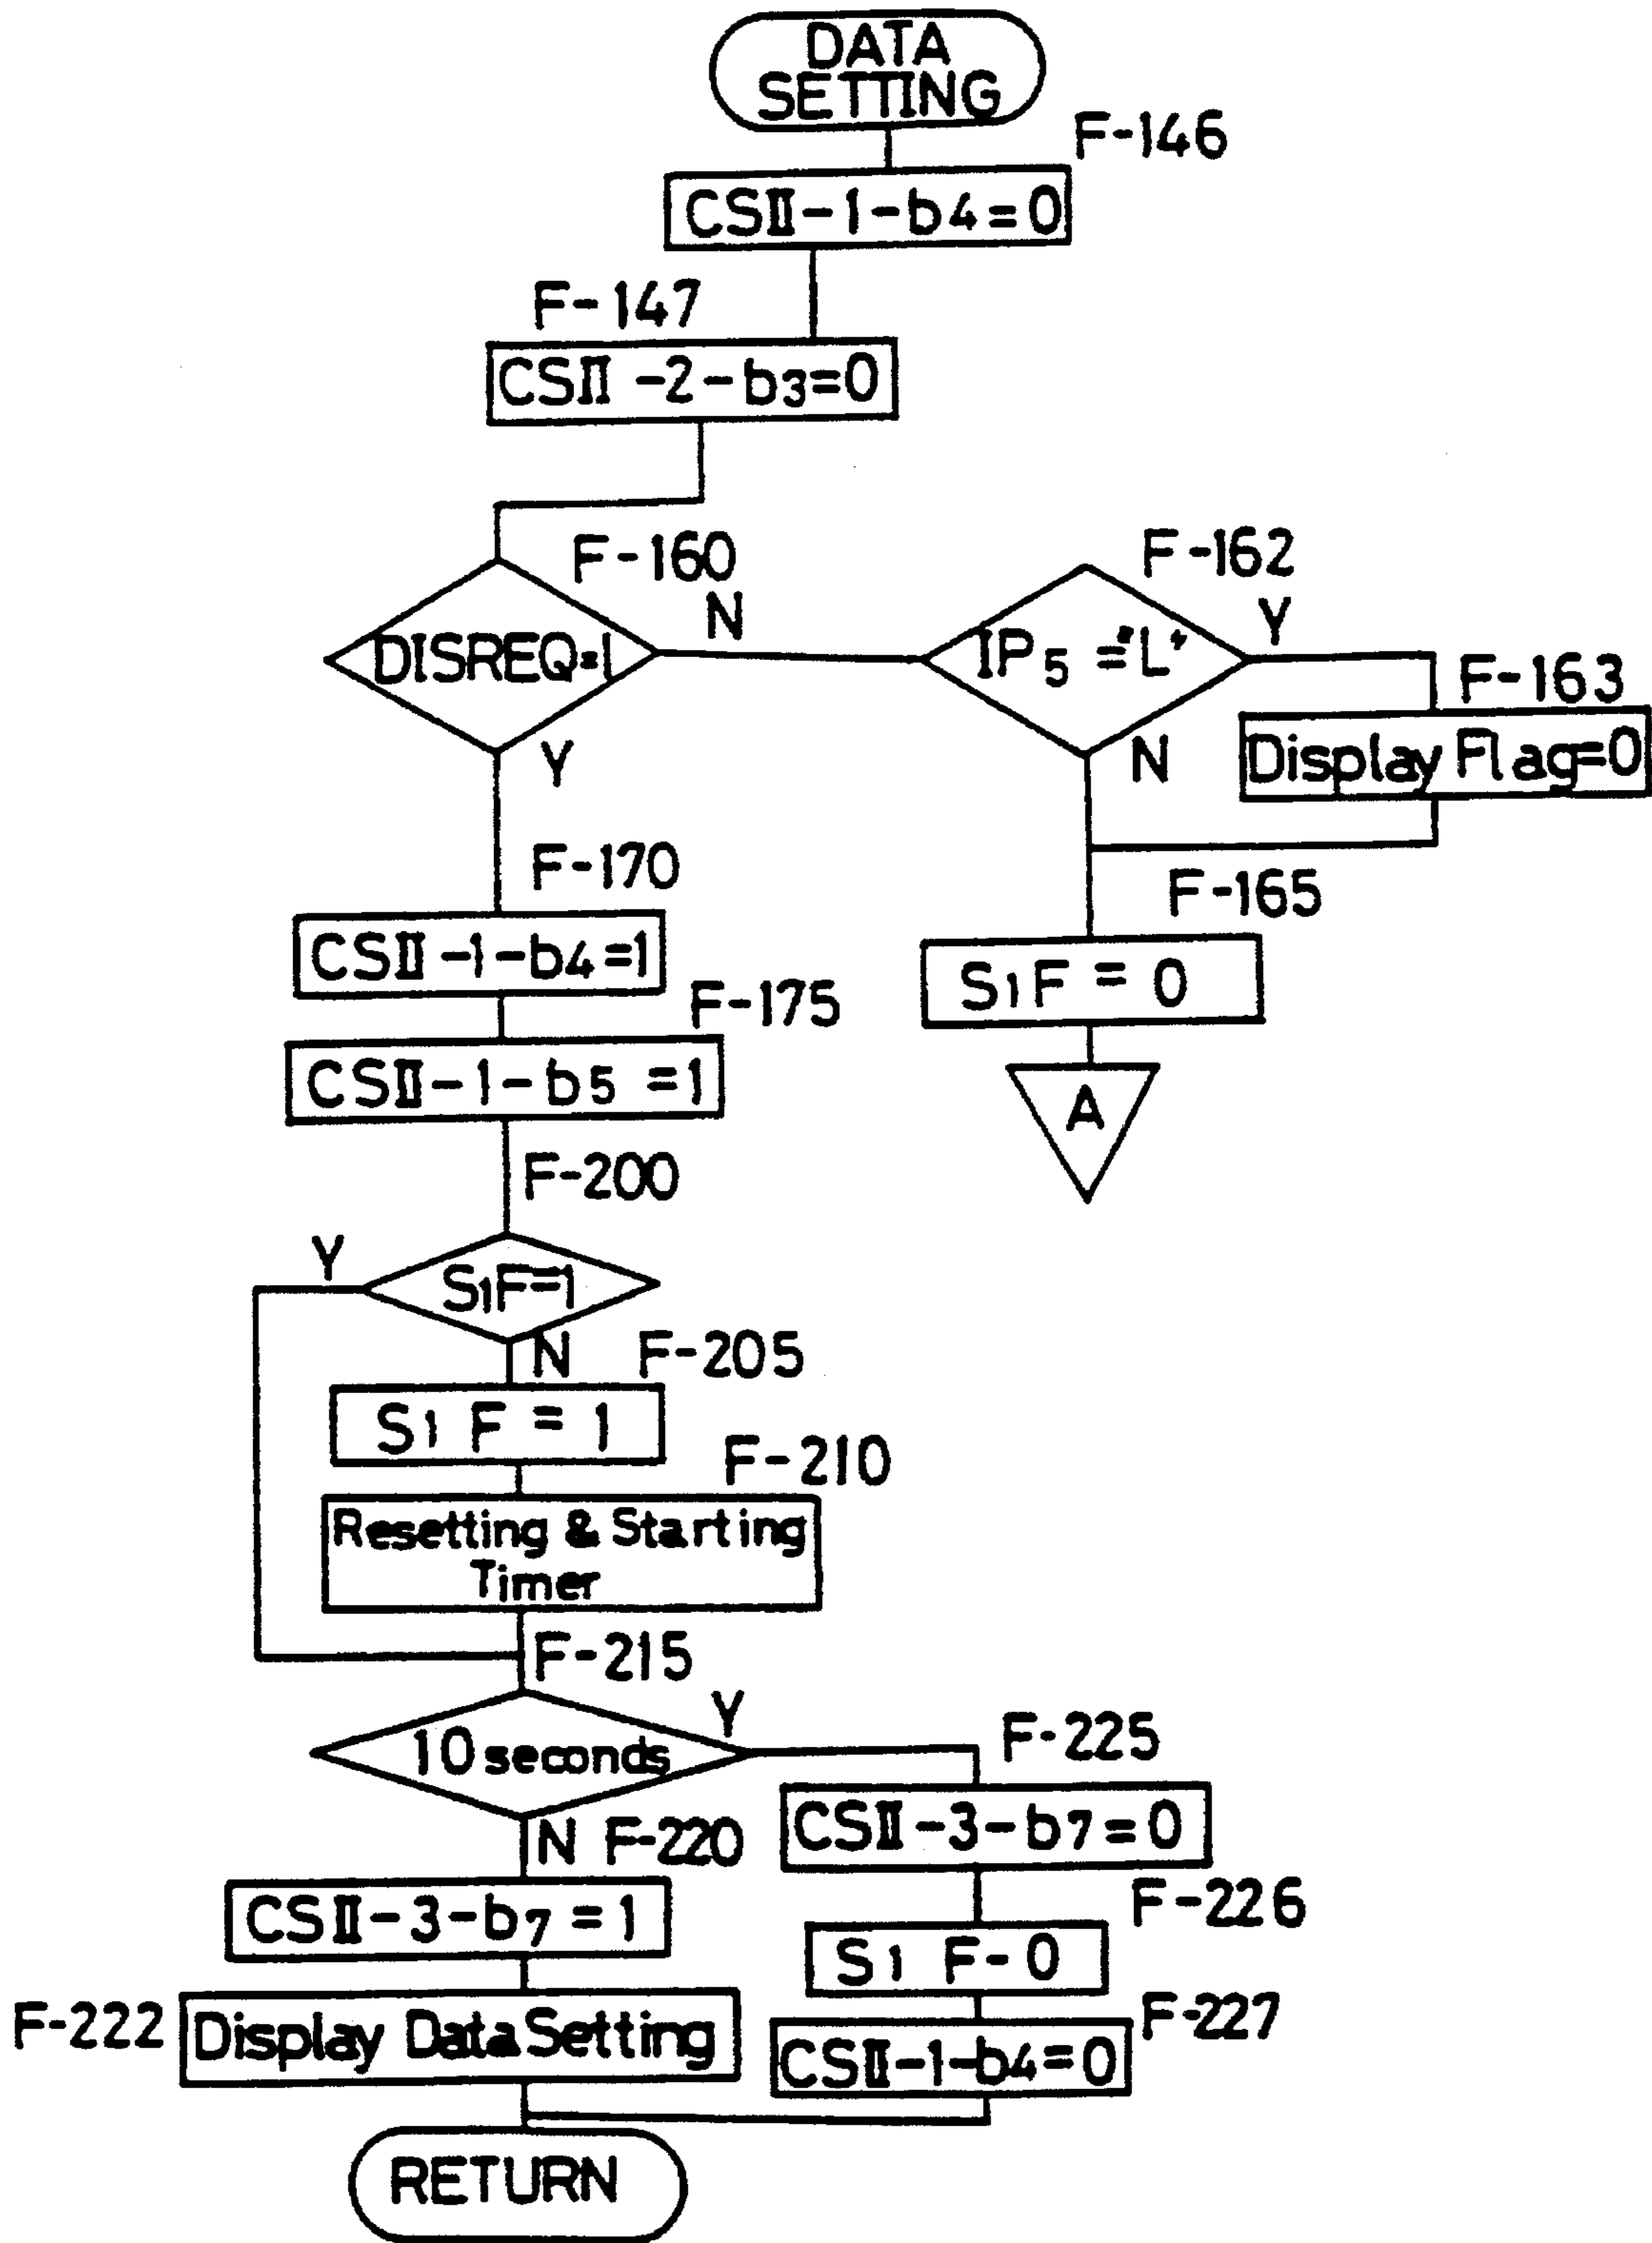 DATA
SETTING
F-146
CSII-1-b4=0
F-147
CSII-2-b3=0
F-160
DISREQ=1
N
Y
F-162
IP5="L"
Y
N
F-163
Display Flag=0
F-165
S1F=0
A
F-170
CSII-1-b4=1
F-175
CSII-1-b5=1
F-200
S1F=1
Y
N
F-205
S1F=1
F-210
Resetting & Starting
Timer
F-215
10 seconds
Y
N
F-220
CSII-3-b7=1
F-222
Display Data Setting
F-225
CSII-3-b7=0
F-226
S1F-0
F-227
CSII-1-b4=0
RETURN